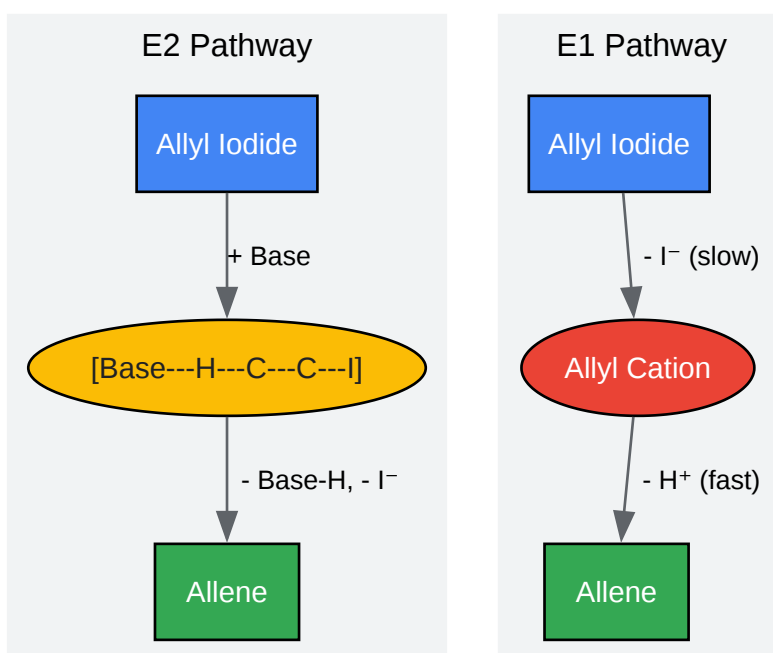 E2 Pathway
Allyl Iodide
+ Base
[Base---H---C---C---I]
- Base-H, - I⁻
Allene
E1 Pathway
Allyl Iodide
- I⁻ (slow)
Allyl Cation
- H⁺ (fast)
Allene